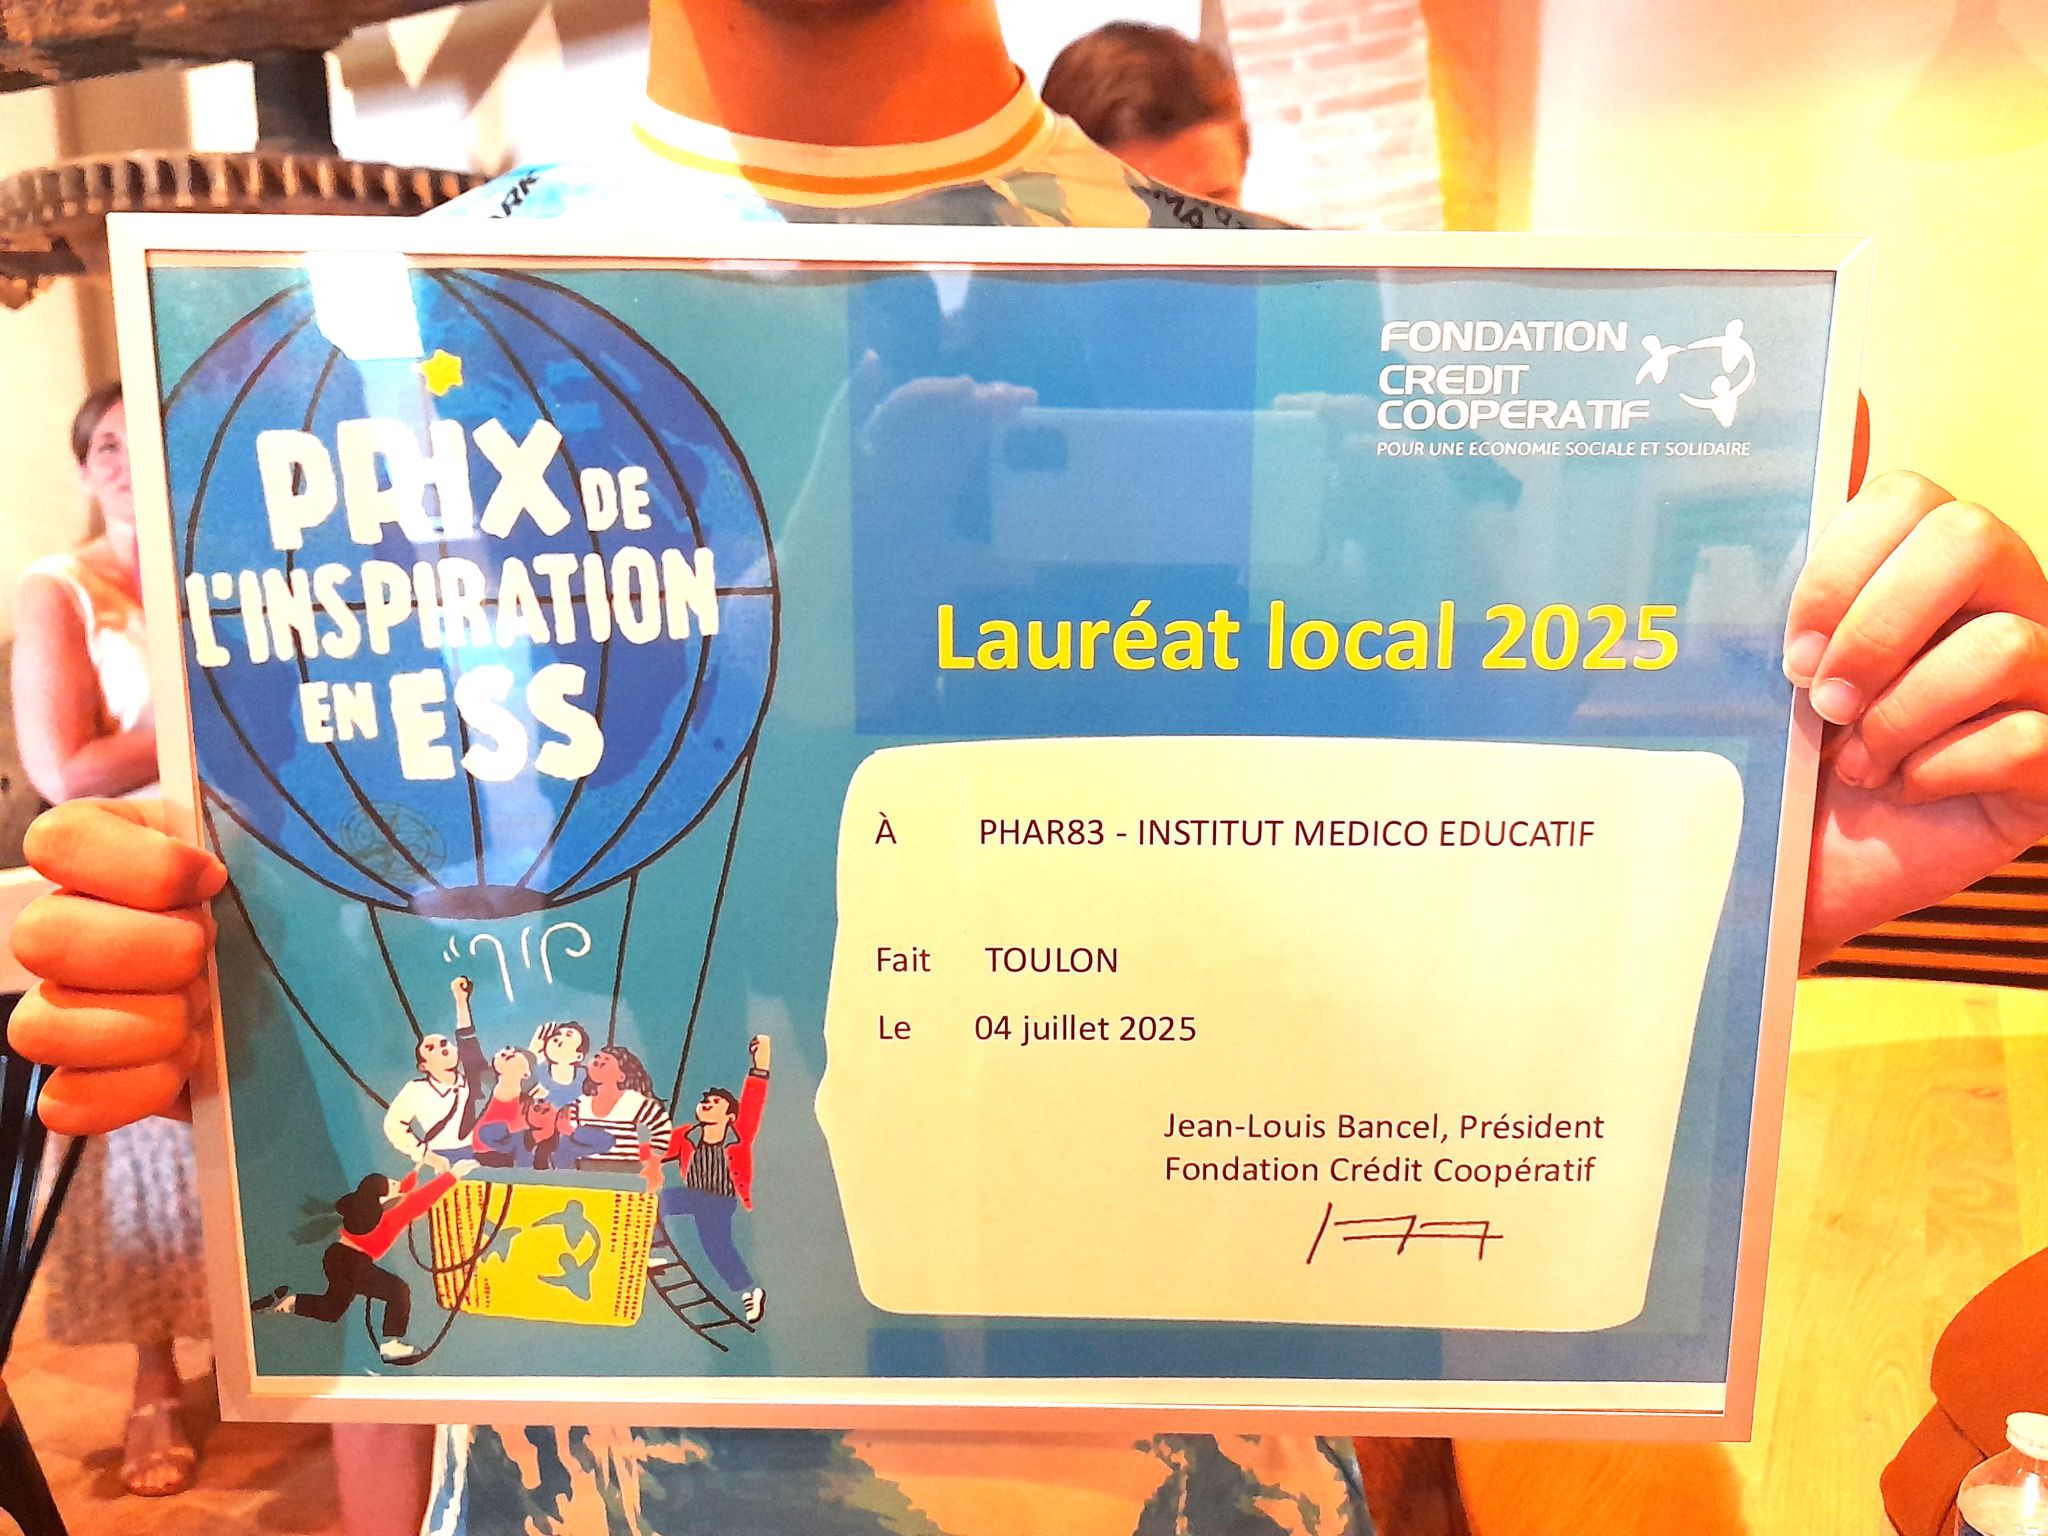 PRIX DE
L'INSPIRATION
EN ESS
FONDATION
CREDIT
COOPERATIF
POUR UNE ECONOMIE SOCIALE ET SOLIDAIRE
Lauréat local 2025
À PHAR83 - INSTITUT MEDICO EDUCATIF
Fait TOULON
Le 04 juillet 2025
Jean-Louis Bancel, Président
Fondation Crédit Coopératif